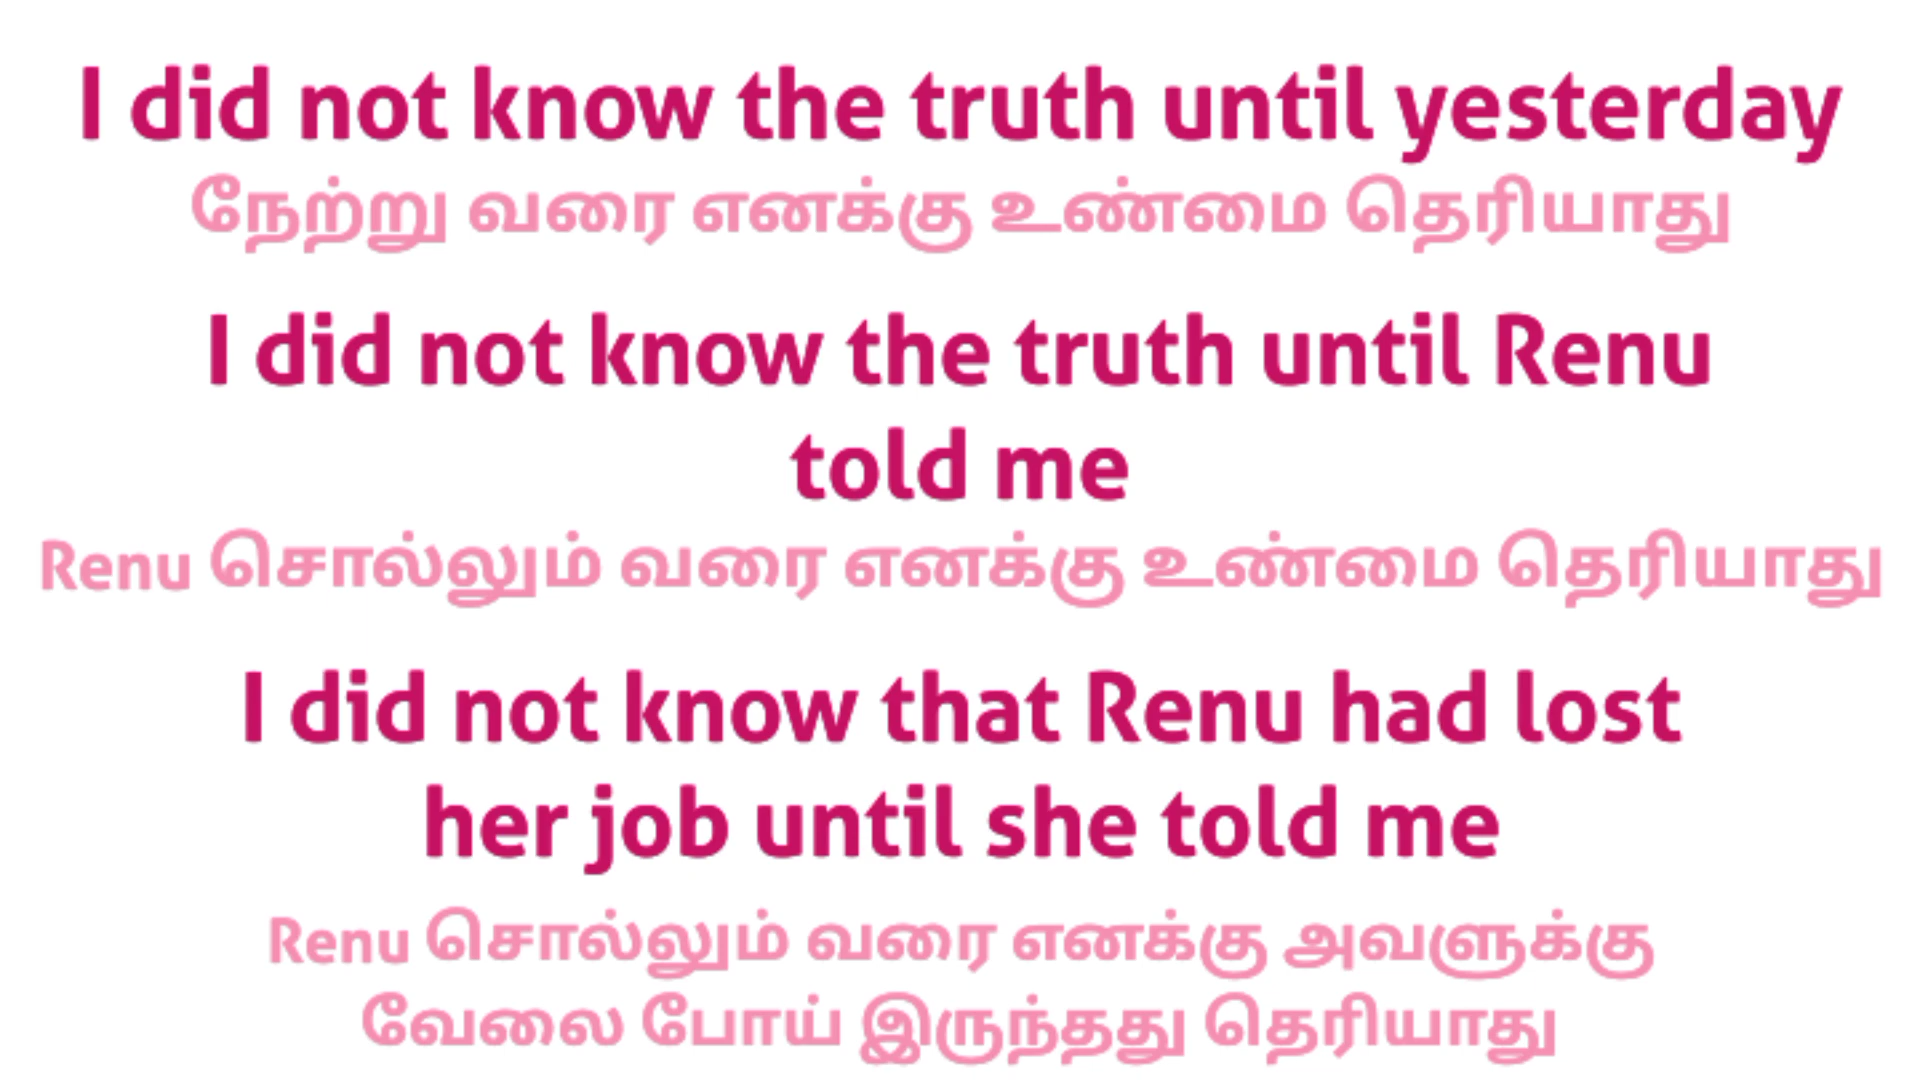 I did not know the truth until yesterday
நேற்று வரை எனக்கு உண்மை தெரியாது
I did not know the truth until Renu
told me
Renu சொல்லும் வரை எனக்கு உண்மை தெரியாது
I did not know that Renu had lost
her job until she told me
Renu சொல்லும் வரை எனக்கு அவளுக்கு
வேலை போய் இருந்தது தெரியாது